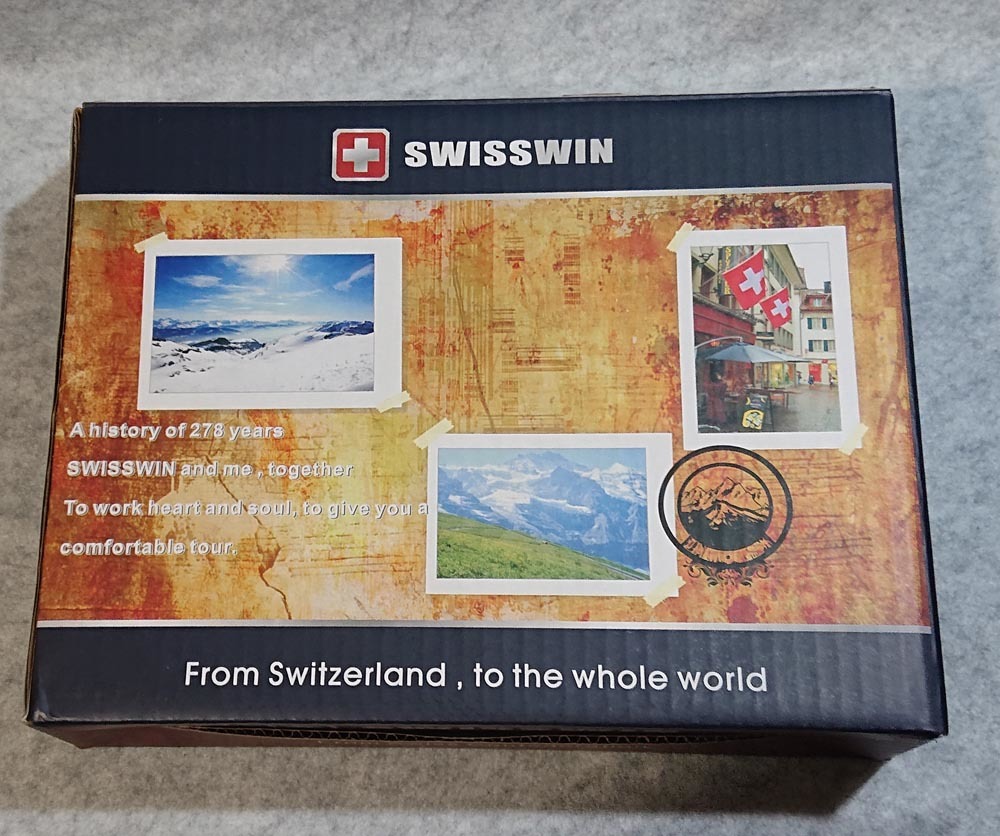 SWISSWIN
A history of 278 years
SWISSWIN and me , together
To work heart and soul, to give you a
comfortable tour.
From Switzerland , to the whole world